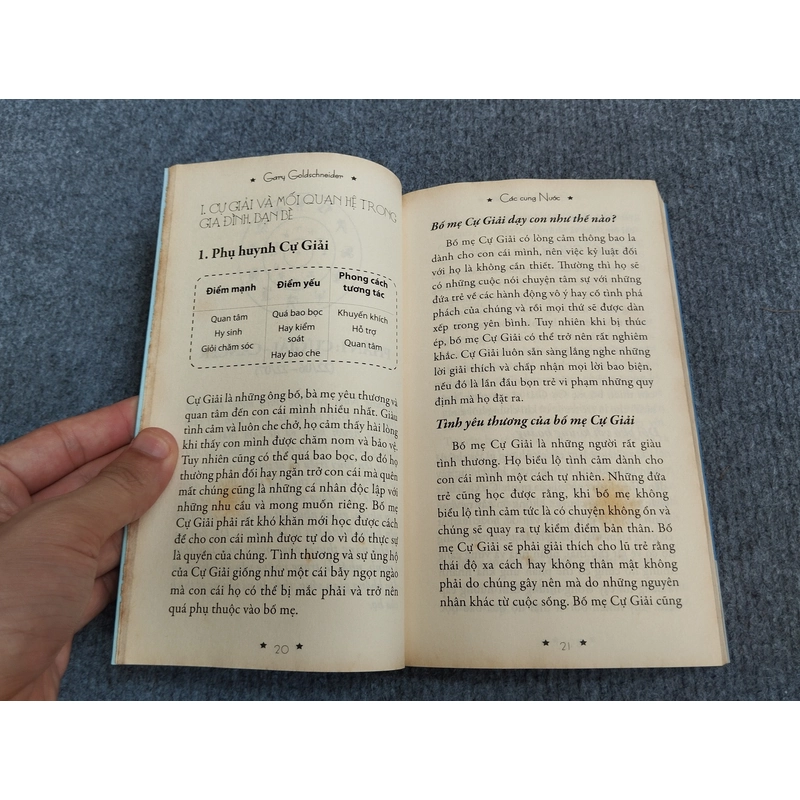 ★ Gary Goldschneider ★
I. CỰ GIẢI VÀ MỐI QUAN HỆ TRONG
GIA ĐÌNH, BẠN BÈ
1. Phụ huynh Cự Giải
Điểm mạnh Điểm yếu Phong cách tương tác
Quan tâm Quá bao bọc Khuyến khích
Hy sinh Hay kiểm soát Hỗ trợ
Giỏi chăm sóc Hay bao che Quan tâm
Cự Giải là những ông bố, bà mẹ yêu thương và
quan tâm đến con cái mình nhiều nhất. Giàu
tình cảm và luôn che chở, họ cảm thấy hài lòng
khi thấy con mình được chăm nom và bảo vệ.
Tuy nhiên cũng có thể quá bao bọc, do đó họ
thường phản đối hay ngăn trở con cái mà quên
mất chúng cũng là những cá nhân độc lập với
những nhu cầu và mong muốn riêng. Bố mẹ
Cự Giải phải rất khó khăn mới học được cách
để cho con cái mình được tự do vì đó thực sự
là quyền của chúng. Tình thương và sự ủng hộ
của Cự Giải giống như một cái bẫy ngọt ngào
mà con cái họ có thể bị mắc phải và trở nên
quá phụ thuộc vào bố mẹ.
★ 20 ★
★ Các cung Nước ★
Bố mẹ Cự Giải dạy con như thế nào?
Bố mẹ Cự Giải có lòng cảm thông bao la
dành cho con cái mình, nên việc kỷ luật đối
với họ là không cần thiết. Thường thì họ sẽ
có những cuộc nói chuyện tâm sự với những
đứa trẻ về các hành động vô ý hay cố tình phá
phách của chúng và rồi mọi thứ sẽ được dàn
xếp trong yên bình. Tuy nhiên khi bị thúc
ép, bố mẹ Cự Giải có thể trở nên rất nghiêm
khắc. Cự Giải luôn sẵn sàng lắng nghe những
lời giải thích và chấp nhận mọi lời bao biện,
nếu đó là lần đầu bọn trẻ vi phạm những quy
định mà họ đặt ra.
Tình yêu thương của bố mẹ Cự Giải
Bố mẹ Cự Giải là những người rất giàu
tình thương. Họ biểu lộ tình cảm dành cho
con cái mình một cách tự nhiên. Những đứa
trẻ cũng học được rằng, khi bố mẹ không
biểu lộ tình cảm tức là có chuyện không ổn và
chúng sẽ quay ra tự kiểm điểm bản thân. Bố
mẹ Cự Giải sẽ phải giải thích cho lũ trẻ rằng
thái độ xa cách hay không thân mật không
phải do chúng gây nên mà do những nguyên
nhân khác từ cuộc sống. Bố mẹ Cự Giải cũng
★ 21 ★